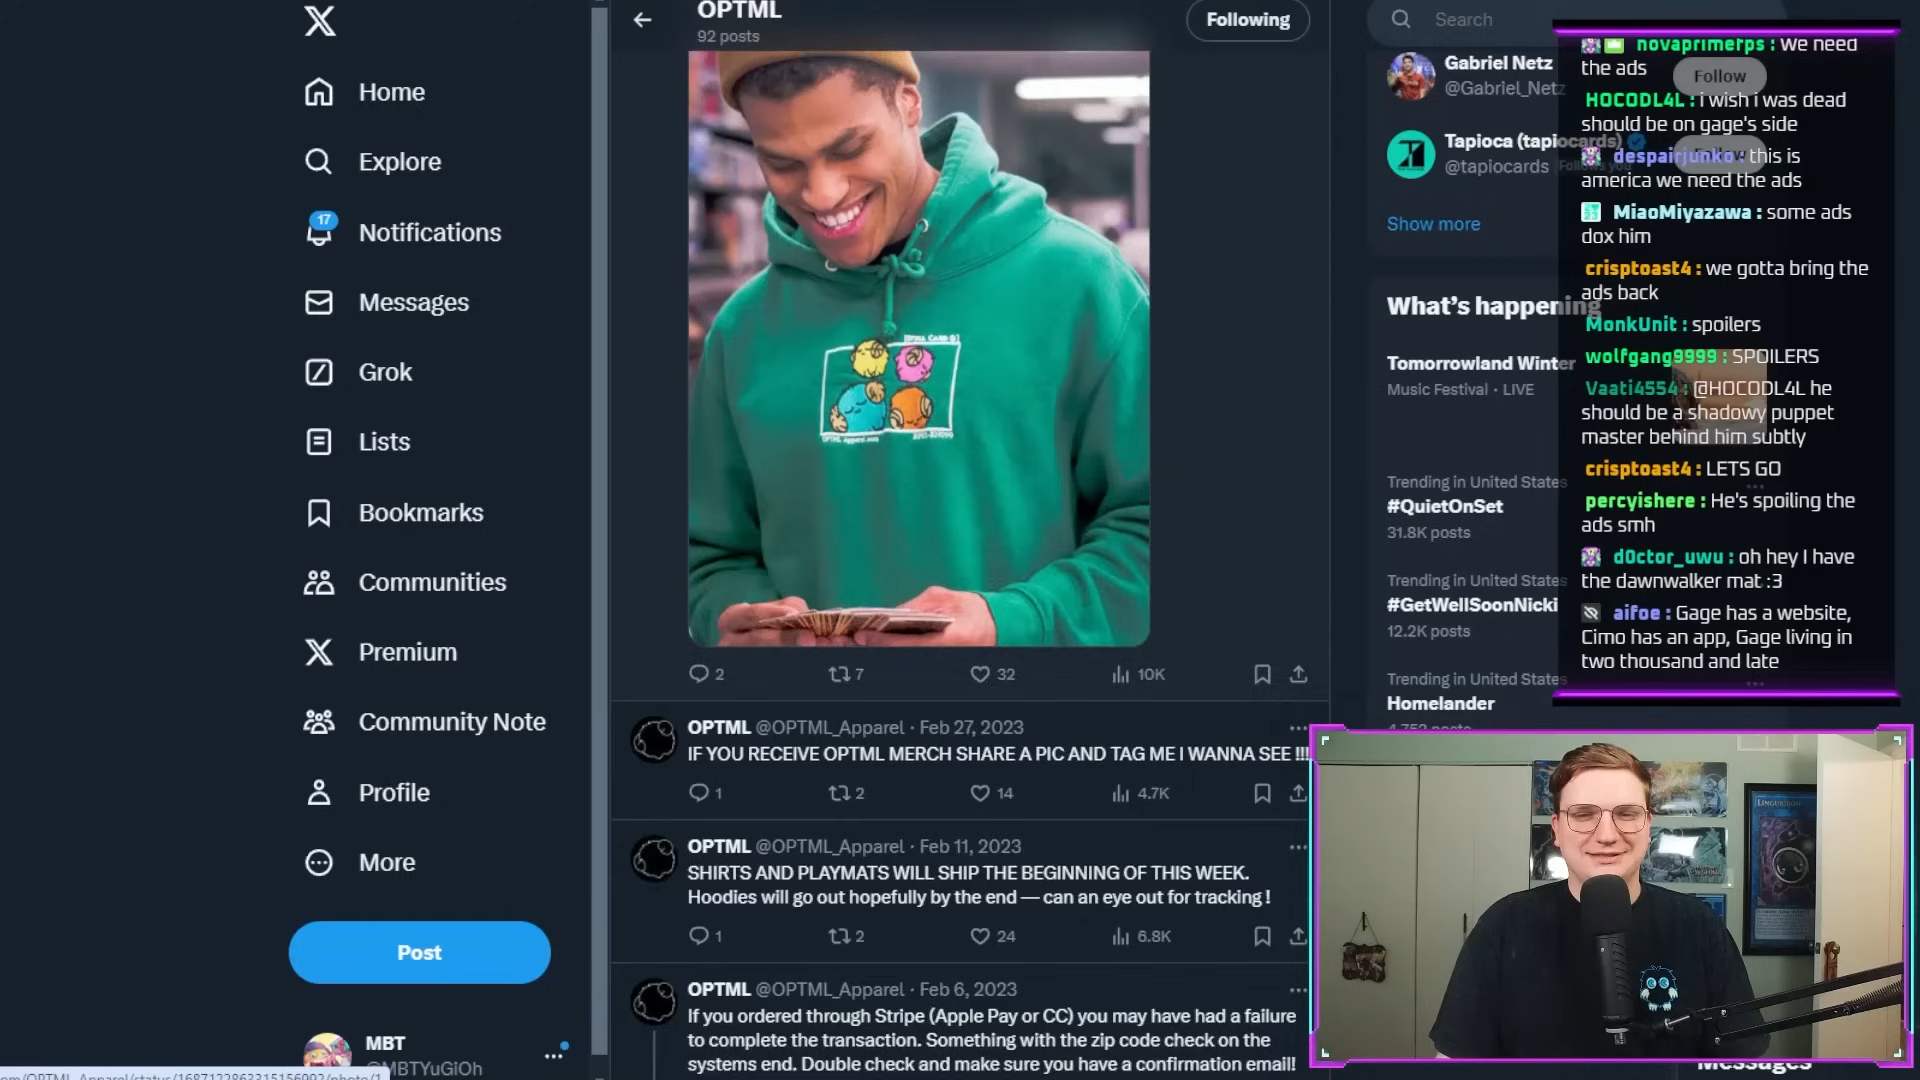 Home
Explore
17
Notifications
Messages
Grok
Lists
Bookmarks
Communities
Premium
Community Note
Profile
More
Post
MBT
@MBTYuGiOh
OPTML
92 posts
Following
2
7
32
10K
OPTML @OPTML_Apparel · Feb 27, 2023
IF YOU RECEIVE OPTML MERCH SHARE A PIC AND TAG ME I WANNA SEE !!!
1
2
14
4.7K
OPTML @OPTML_Apparel · Feb 11, 2023
SHIRTS AND PLAYMATS WILL SHIP THE BEGINNING OF THIS WEEK.
Hoodies will go out hopefully by the end — can an eye out for tracking !
1
2
24
6.8K
OPTML @OPTML_Apparel · Feb 6, 2023
If you ordered through Stripe (Apple Pay or CC) you may have had a failure
to complete the transaction. Something with the zip code check on the
systems end. Double check and make sure you have a confirmation email!
Search
Gabriel Netz
@Gabriel_Netz
Follow
Tapioca (tapiocards)
@tapiocards Follows you
Show more
What's happening
Tomorrowland Winter
Music Festival · LIVE
Trending in United States
#QuietOnSet
31.8K posts
Trending in United States
#GetWellSoonNicki
12.2K posts
Trending in United States
Homelander
Messages
novaprimefps : We need
the ads
HOCODL4L : i wish i was dead
should be on gage's side
despairjunko : this is
america we need the ads
MiaoMiyazawa : some ads
dox him
crisptoast4 : we gotta bring the
ads back
MonkUnit : spoilers
wolfgang9999 : SPOILERS
Vaati4554 : @HOCODL4L he
should be a shadowy puppet
master behind him subtly
crisptoast4 : LETS GO
percyishere : He's spoiling the
ads smh
d0ctor_uwu : oh hey I have
the dawnwalker mat :3
aifoe : Gage has a website,
Cimo has an app, Gage living in
two thousand and late